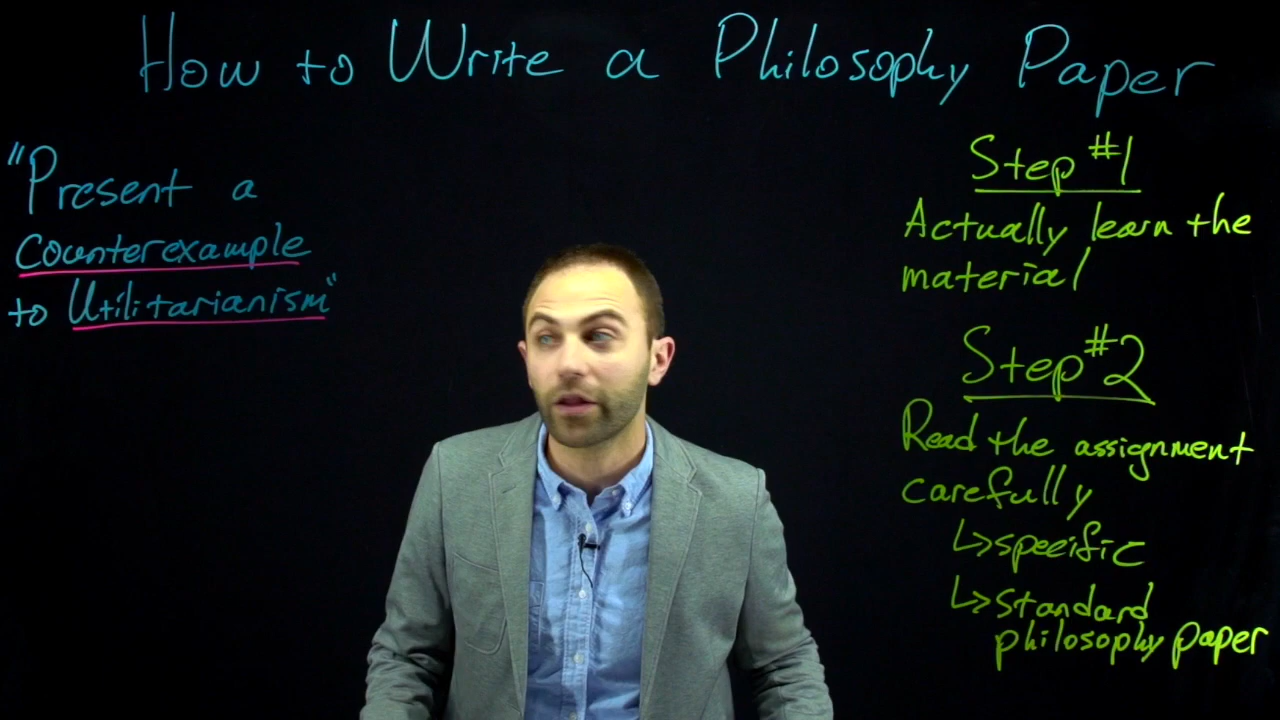 How to Write a Philosophy Paper
"Present a
Counterexample
to Utilitarianism"
Step #1
Actually learn the
material
Step #2
Read the assignment
carefully
↳specific
↳standard
philosophy paper